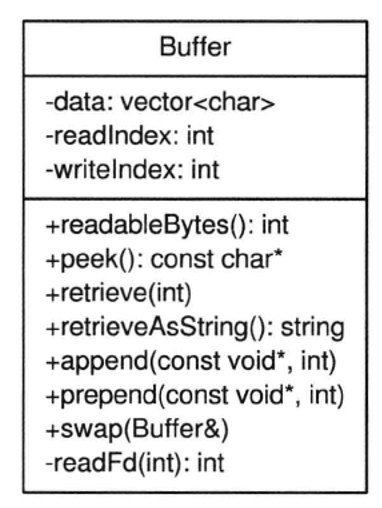 Buffer
-data: vector<char>
-readIndex: int
-writeIndex: int
+readableBytes(): int
+peek(): const char*
+retrieve(int)
+retrieveAsString(): string
+append(const void*, int)
+prepend(const void*, int)
+swap(Buffer&)
-readFd(int): int